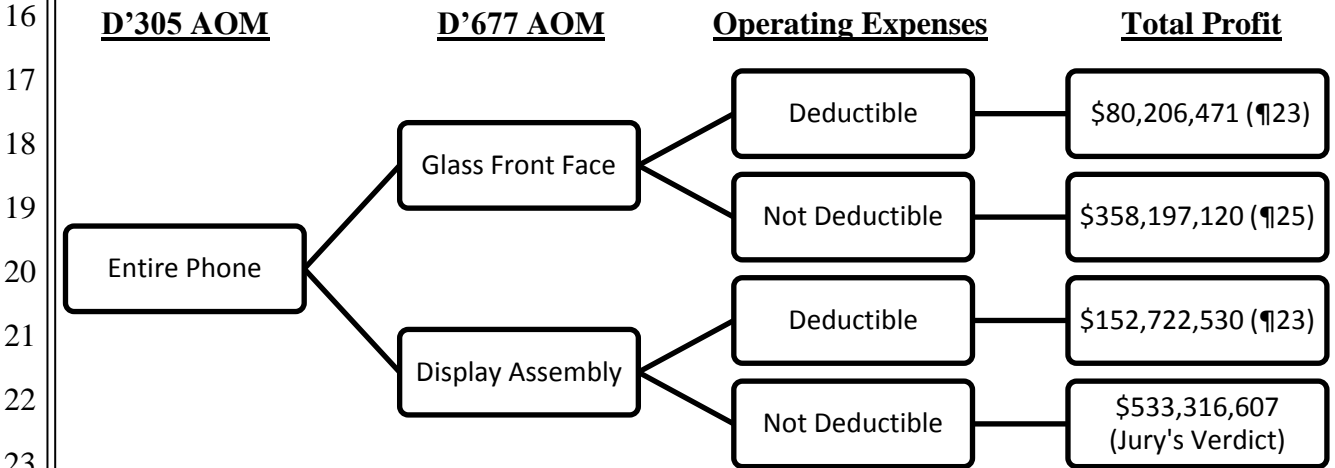 16
D'305 AOM D'677 AOM Operating Expenses Total Profit
17
Deductible $80,206,471 (¶23)
18
Glass Front Face
19
Not Deductible $358,197,120 (¶25)
20
Entire Phone
Deductible $152,722,530 (¶23)
21
Display Assembly
22
Not Deductible $533,316,607
(Jury's Verdict)
23